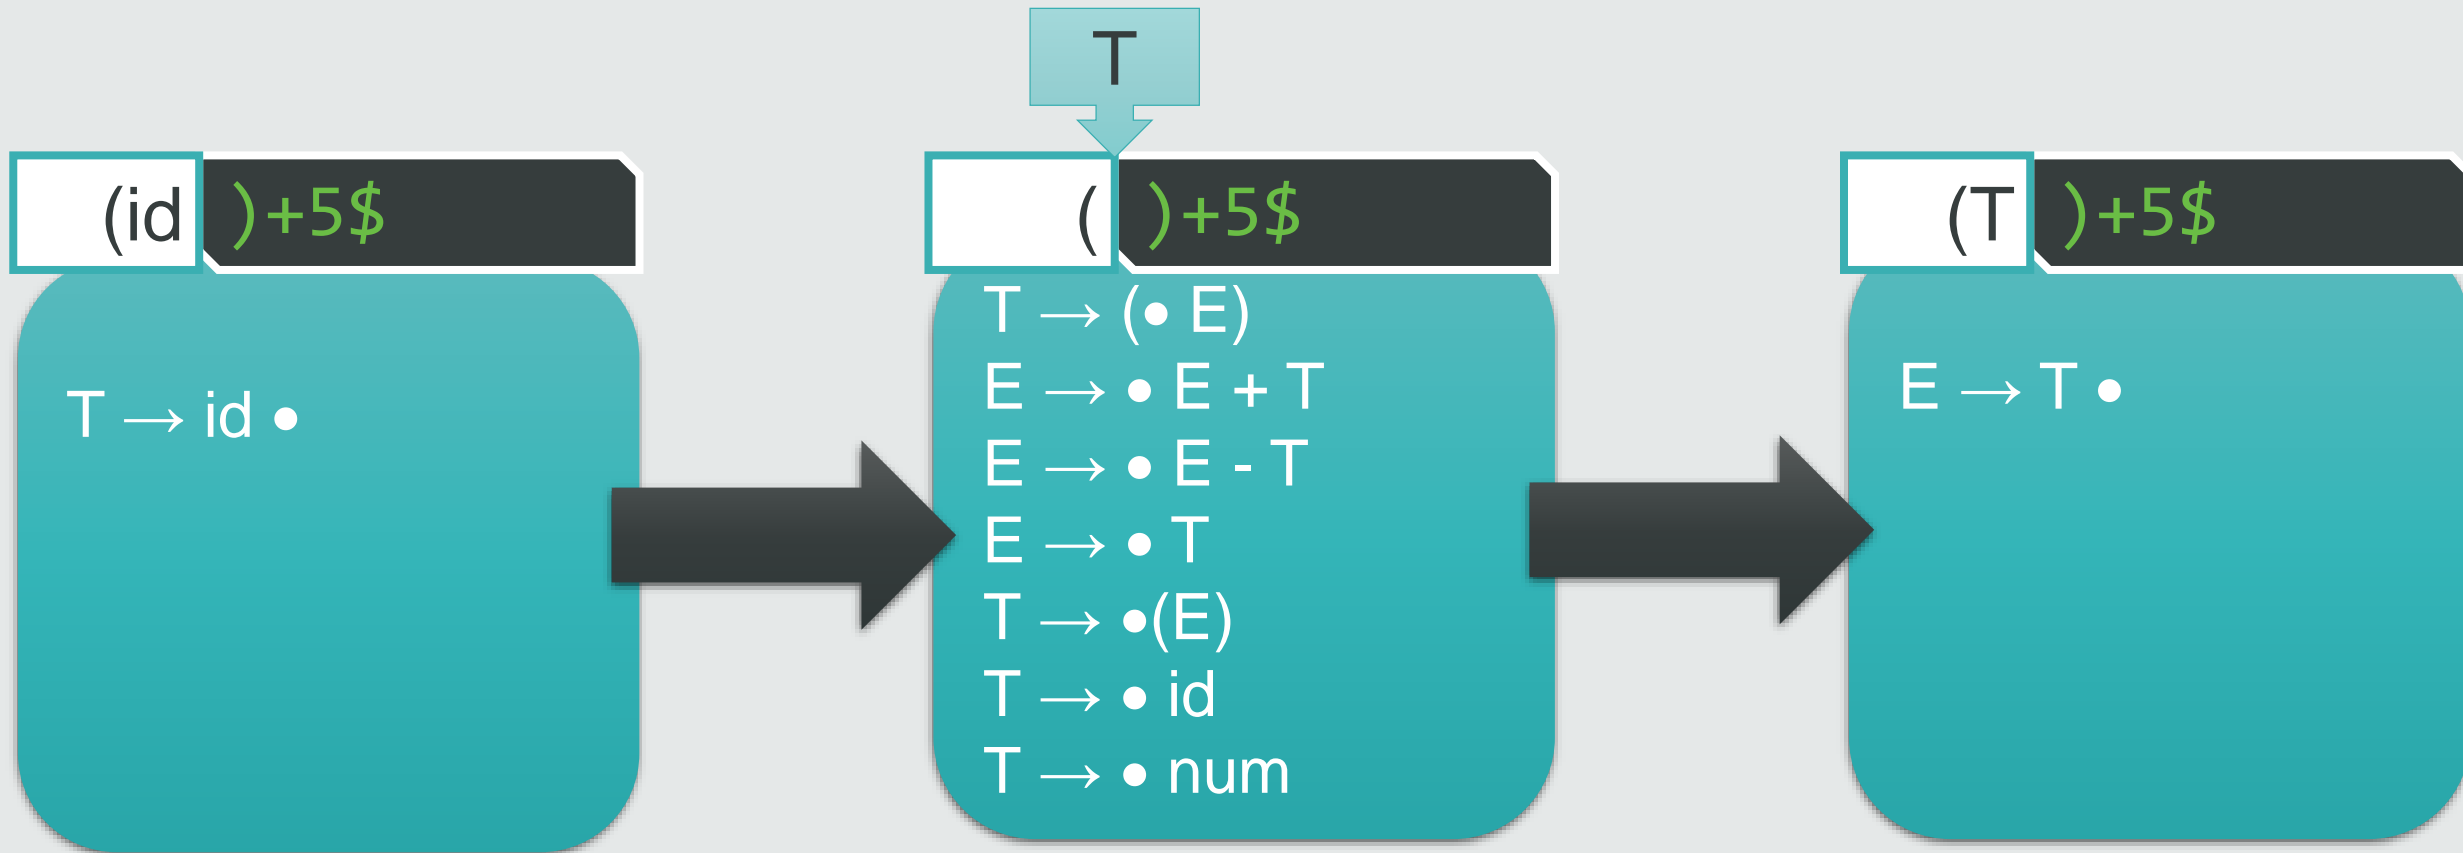 T
(id )+5$
T → id •
( )+5$
T → (• E)
E → • E + T
E → • E - T
E → • T
T → •(E)
T → • id
T → • num
(T )+5$
E → T •